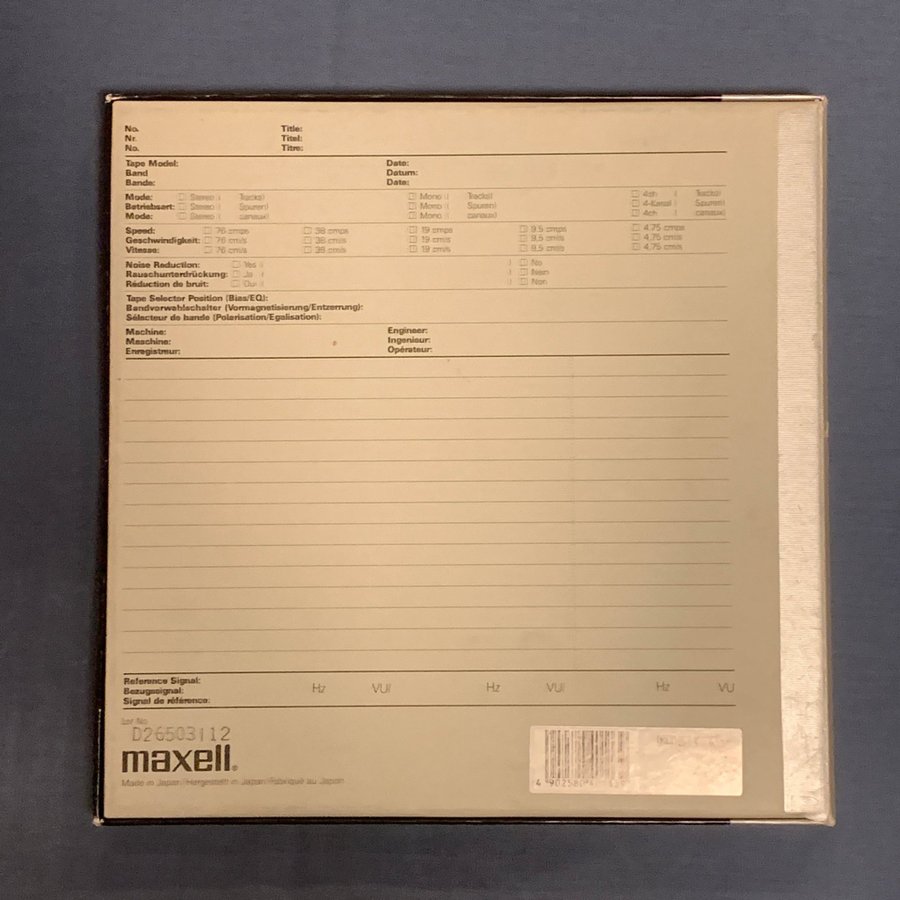 No. Title:
Nr. Titel:
No. Titre:
Tape Model: Date:
Band Datum:
Bande: Date:
Mode: Stereo ( Tracks) Mono ( Tracks) 4ch ( Tracks)
Betriebsart: Stereo ( Spuren) Mono ( Spuren) 4-Kanal ( Spuren)
Mode: Stereo ( canaux) Mono ( canaux) 4ch ( canaux)
Speed: 76 cmps 38 cmps 19 cmps 9.5 cmps 4.75 cmps
Geschwindigkeit: 76 cm/s 38 cm/s 19 cm/s 9,5 cm/s 4,75 cm/s
Vitesse: 76 cm/s 38 cm/s 19 cm/s 9,5 cm/s 4,75 cm/s
Noise Reduction: Yes ( ) No
Rauschunterdrückung: Ja ( ) Nein
Réduction de bruit: Oui ( ) Non
Tape Selector Position (Bias/EQ):
Bandvorwahlschalter (Vormagnetisierung/Entzerrung):
Sélecteur de bande (Polarisation/Egalisation):
Machine: Engineer:
Maschine: Ingenieur:
Enregistreur: Opérateur:
Reference Signal:
Bezugssignal: Hz VU/ Hz VU/ Hz VU
Signal de référence:
Lot No
D26503112
maxell®
Made in Japan/Hergestellt in Japan/Fabriqué au Japon
4 902580